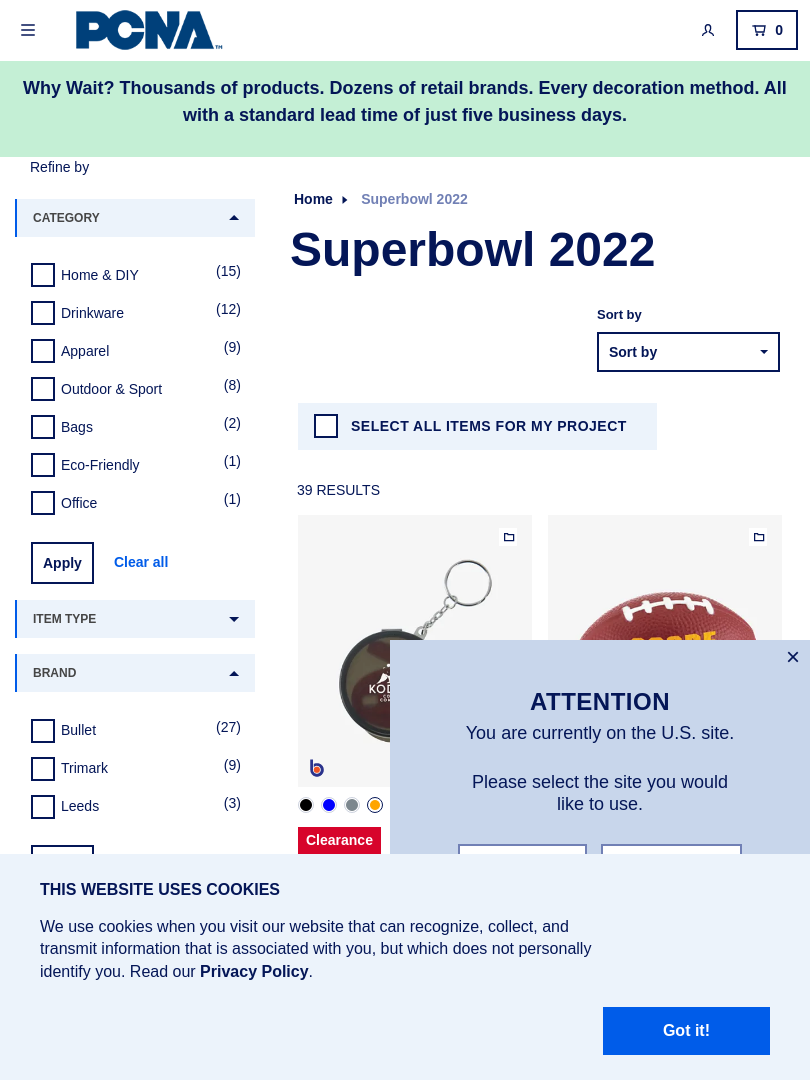 PCNA™
0
Why Wait? Thousands of products. Dozens of retail brands. Every decoration method. All
with a standard lead time of just five business days.
Refine by
CATEGORY
Home & DIY (15)
Drinkware (12)
Apparel (9)
Outdoor & Sport (8)
Bags (2)
Eco-Friendly (1)
Office (1)
Apply Clear all
ITEM TYPE
BRAND
Bullet (27)
Trimark (9)
Leeds (3)
Home Superbowl 2022
Superbowl 2022
Sort by
Sort by
SELECT ALL ITEMS FOR MY PROJECT
39 RESULTS
b
Clearance
ATTENTION
You are currently on the U.S. site.
Please select the site you would
like to use.
THIS WEBSITE USES COOKIES
We use cookies when you visit our website that can recognize, collect, and
transmit information that is associated with you, but which does not personally
identify you. Read our Privacy Policy.
Got it!